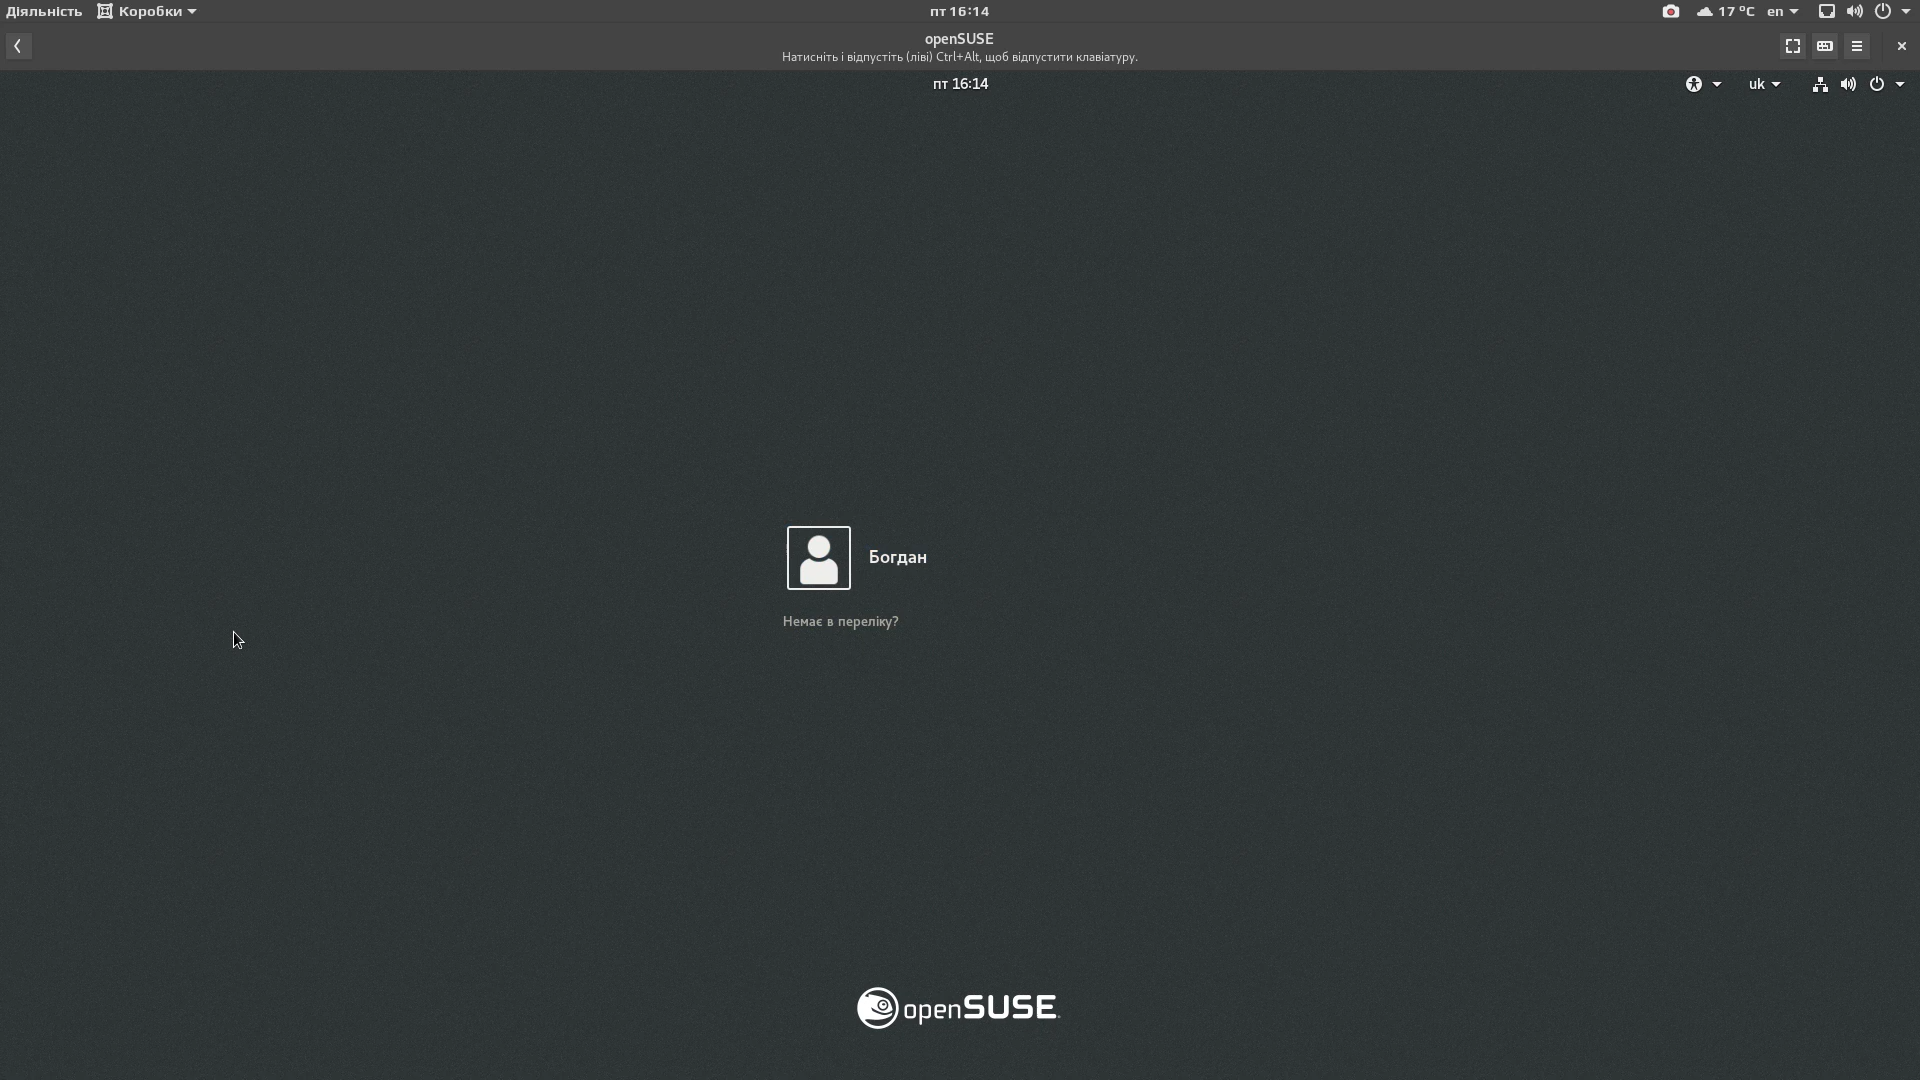 Діяльність Коробки пт 16:14 17 °C en
openSUSE
Натисніть і відпустіть (ліві) Ctrl+Alt, щоб відпустити клавіатуру.
пт 16:14 uk
Богдан
Немає в переліку?
openSUSE